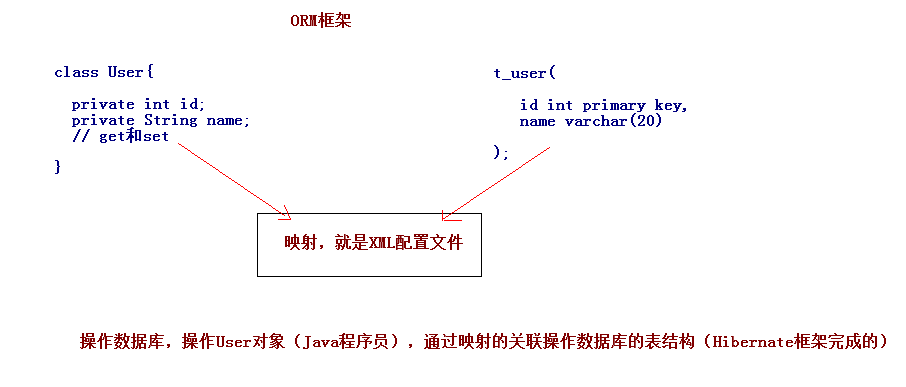 ORM框架
class User{
private int id;
private String name;
// get和set
}
t_user(
id int primary key,
name varchar(20)
);
映射，就是XML配置文件
操作数据库，操作User对象（Java程序员），通过映射的关联操作数据库的表结构（Hibernate框架完成的）